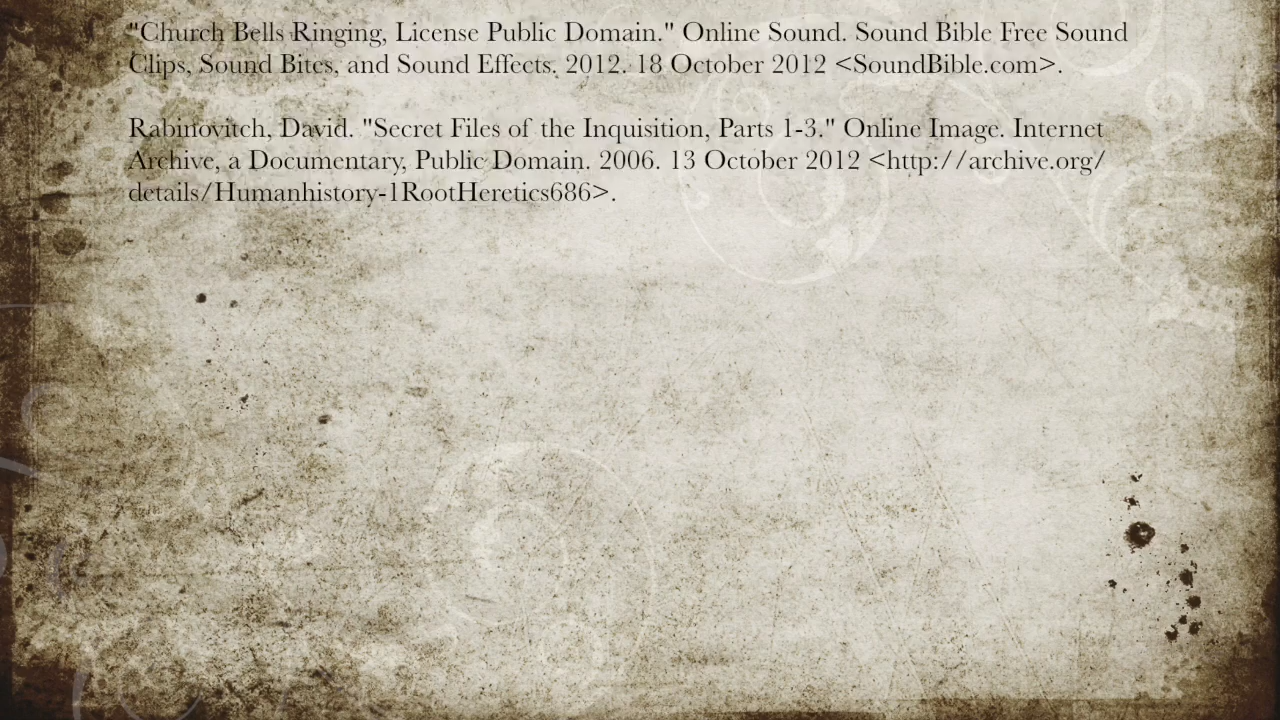 "Church Bells Ringing, License Public Domain." Online Sound. Sound Bible Free Sound
Clips, Sound Bites, and Sound Effects. 2012. 18 October 2012 <SoundBible.com>.
Rabinovitch, David. "Secret Files of the Inquisition, Parts 1-3." Online Image. Internet
Archive, a Documentary, Public Domain. 2006. 13 October 2012 <http://archive.org/
details/Humanhistory-1RootHeretics686>.